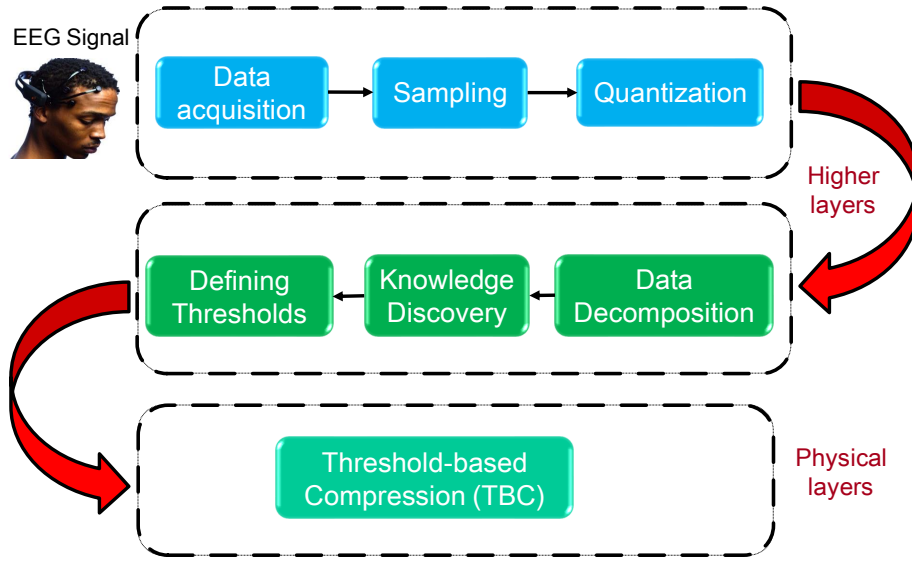 EEG Signal
Data
acquisition
Sampling
Quantization
Higher
layers
Defining
Thresholds
Knowledge
Discovery
Data
Decomposition
Threshold-based
Compression (TBC)
Physical
layers